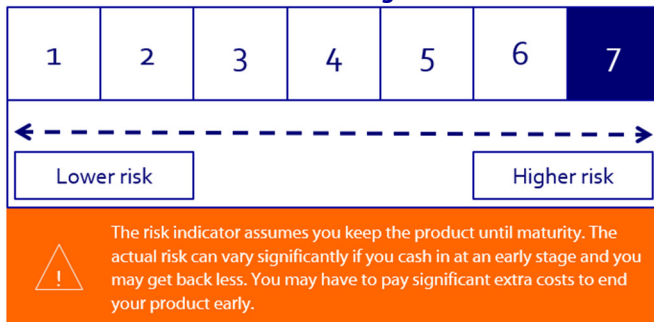 1 2 3 4 5 6 7
Lower risk Higher risk
The risk indicator assumes you keep the product until maturity. The
actual risk can vary significantly if you cash in at an early stage and you
may get back less. You may have to pay significant extra costs to end
your product early.